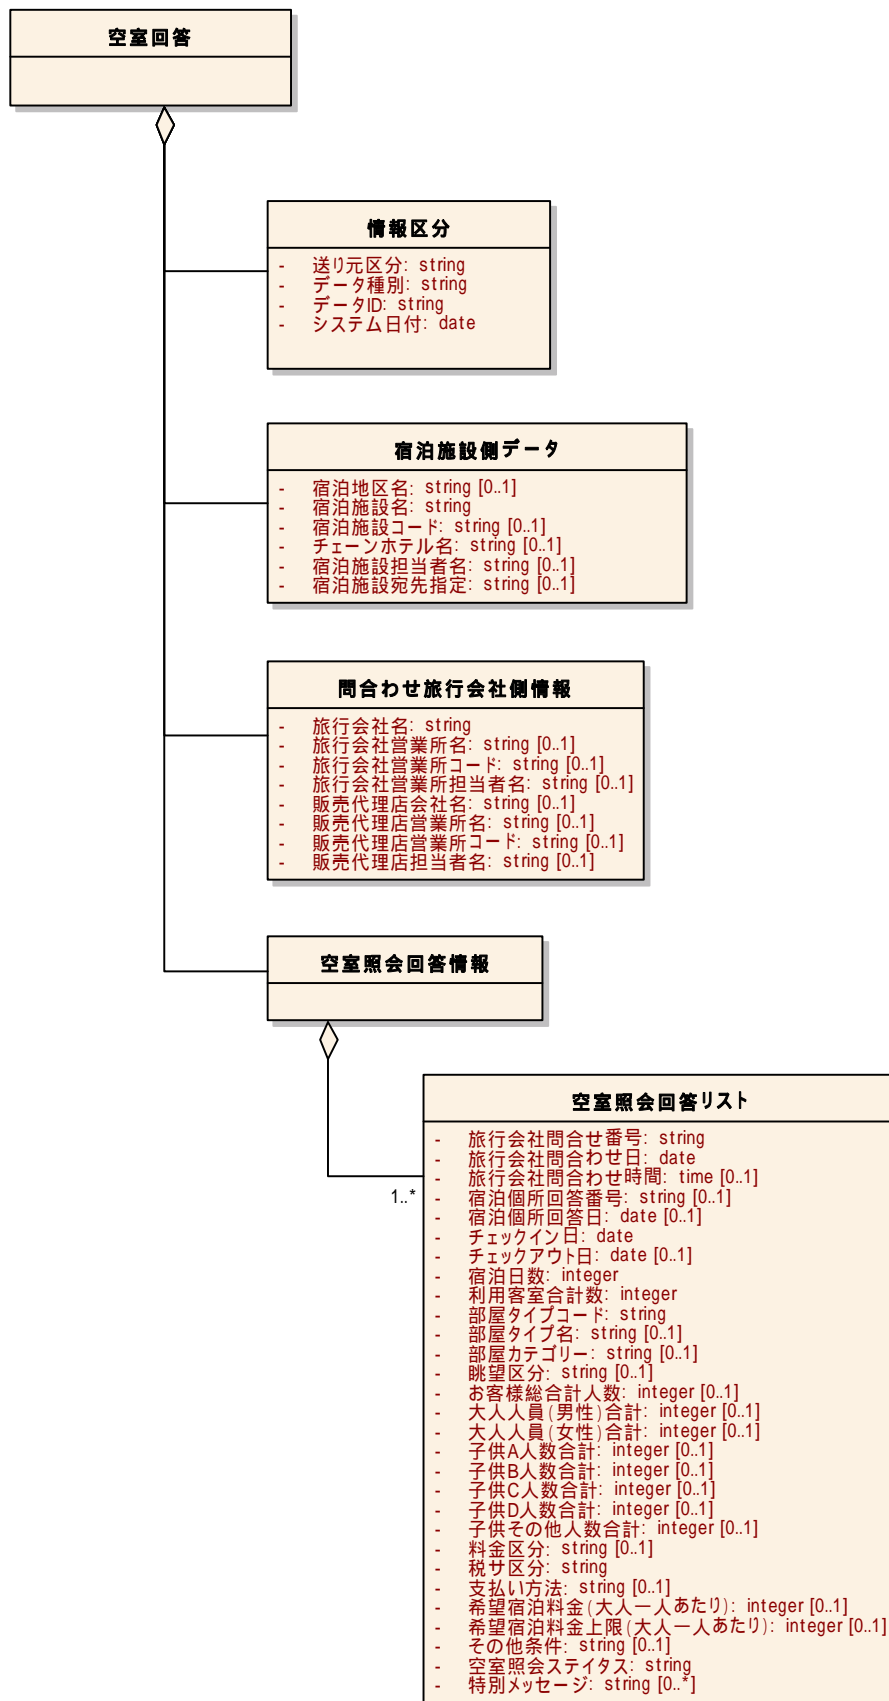 空室回答
情報区分
- 送り元区分: string
- データ種別: string
- データID: string
- システム日付: date
宿泊施設側データ
- 宿泊地区名: string [0..1]
- 宿泊施設名: string
- 宿泊施設コード: string [0..1]
- チェーンホテル名: string [0..1]
- 宿泊施設担当者名: string [0..1]
- 宿泊施設宛先指定: string [0..1]
問合わせ旅行会社側情報
- 旅行会社名: string
- 旅行会社営業所名: string [0..1]
- 旅行会社営業所コード: string [0..1]
- 旅行会社営業所担当者名: string [0..1]
- 販売代理店会社名: string [0..1]
- 販売代理店営業所名: string [0..1]
- 販売代理店営業所コード: string [0..1]
- 販売代理店担当者名: string [0..1]
空室照会回答情報
空室照会回答リスト
1..*
- 旅行会社問合せ番号: string
- 旅行会社問合わせ日: date
- 旅行会社問合わせ時間: time [0..1]
- 宿泊個所回答番号: string [0..1]
- 宿泊個所回答日: date [0..1]
- チェックイン日: date
- チェックアウト日: date [0..1]
- 宿泊日数: integer
- 利用客室合計数: integer
- 部屋タイプコード: string
- 部屋タイプ名: string [0..1]
- 部屋カテゴリー: string [0..1]
- 眺望区分: string [0..1]
- お客様総合計人数: integer [0..1]
- 大人人員(男性)合計: integer [0..1]
- 大人人員(女性)合計: integer [0..1]
- 子供A人数合計: integer [0..1]
- 子供B人数合計: integer [0..1]
- 子供C人数合計: integer [0..1]
- 子供D人数合計: integer [0..1]
- 子供その他人数合計: integer [0..1]
- 料金区分: string [0..1]
- 税サ区分: string
- 支払い方法: string [0..1]
- 希望宿泊料金(大人一人あたり): integer [0..1]
- 希望宿泊料金上限(大人一人あたり): integer [0..1]
- その他条件: string [0..1]
- 空室照会ステイタス: string
- 特別メッセージ: string [0..*]